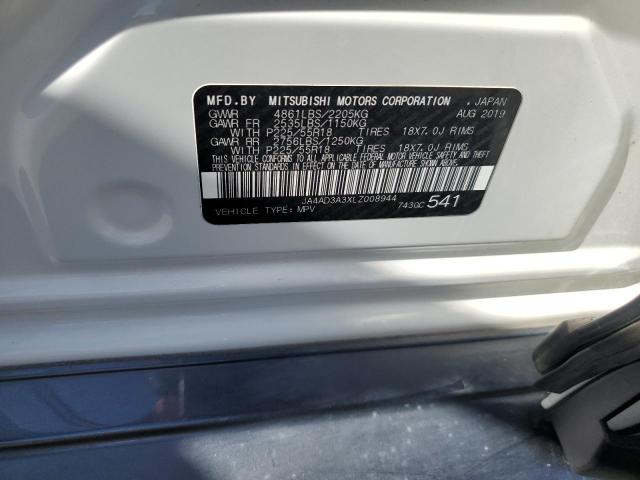 MFD.BY MITSUBISHI MOTORS CORPORATION , JAPAN
GVWR 4861LBS/2205KG AUG 2019
GAWR FR 2535LBS/1150KG
WITH P225/55R18 TIRES 18X7.0J RIMS
GAWR RR 2756LBS/1250KG
WITH P225/55R18 TIRES 18X7.0J RIMS
THIS VEHICLE CONFORMS TO ALL APPLICABLE FEDERAL MOTOR VEHICLE SAFETY AND THEFT
PREVENTION STANDARDS IN EFFECT ON THE DATE OF MANUFACTURE SHOWN ABOVE.
JA4AD3A3XLZ008944
VEHICLE TYPE: MPV 743GC 541